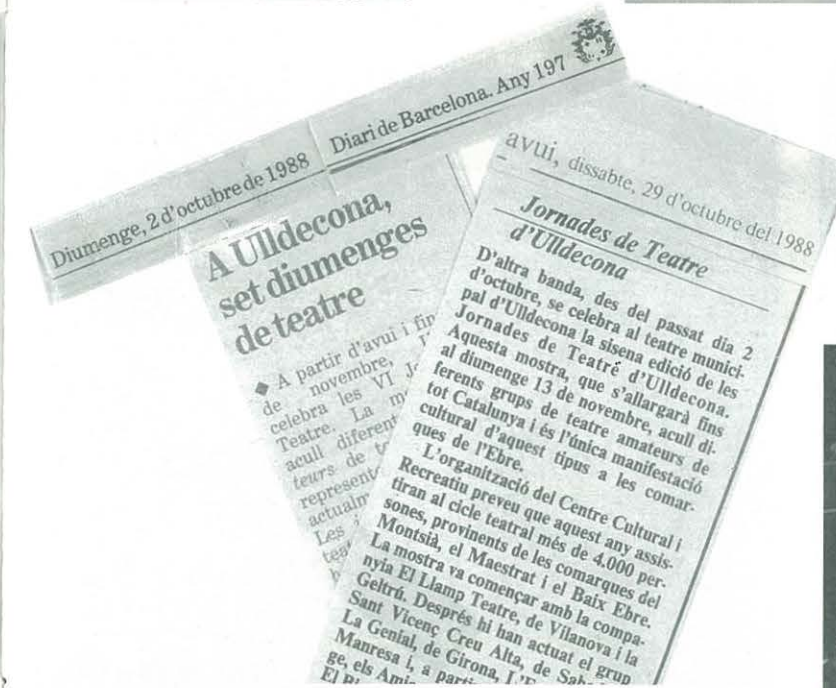 Diumenge, 2 d'octubre de 1988
Diari de Barcelona. Any 197
A Ulldecona,
set diumenges
de teatre
◆ A partir d'avui i fin
de novembre,
celebra les VI
Teatre. La
acull diferent
teurs de
actualm
Les
avui, dissabte, 29 d'octubre del 1988
Jornades de Teatre
d'Ulldecona
D'altra banda, des del passat dia 2
d'octubre, se celebra al teatre munici-
pal d'Ulldecona la sisena edició de les
Jornades de Teatre d'Ulldecona.
Aquesta mostra, que s'allargarà fins
al diumenge 13 de novembre, acull di-
ferents grups de teatre amateurs de
tot Catalunya i és l'única manifestació
cultural d'aquest tipus a les comar-
ques de l'Ebre.
L'organització del Centre Cultural i
Recreatiu preveu que aquest any assis-
tiran al cicle teatral més de 4.000 per-
sones, provinents de les comarques del
Montsià, el Maestrat i el Baix Ebre.
La mostra va començar amb la compa-
nyia El Llamp Teatre, de Vilanova i la
Geltrú. Després hi han actuat el grup
Sant Vicenç Creu Alta, de
La Genial, de Girona,
Manresa i, a
ge, els